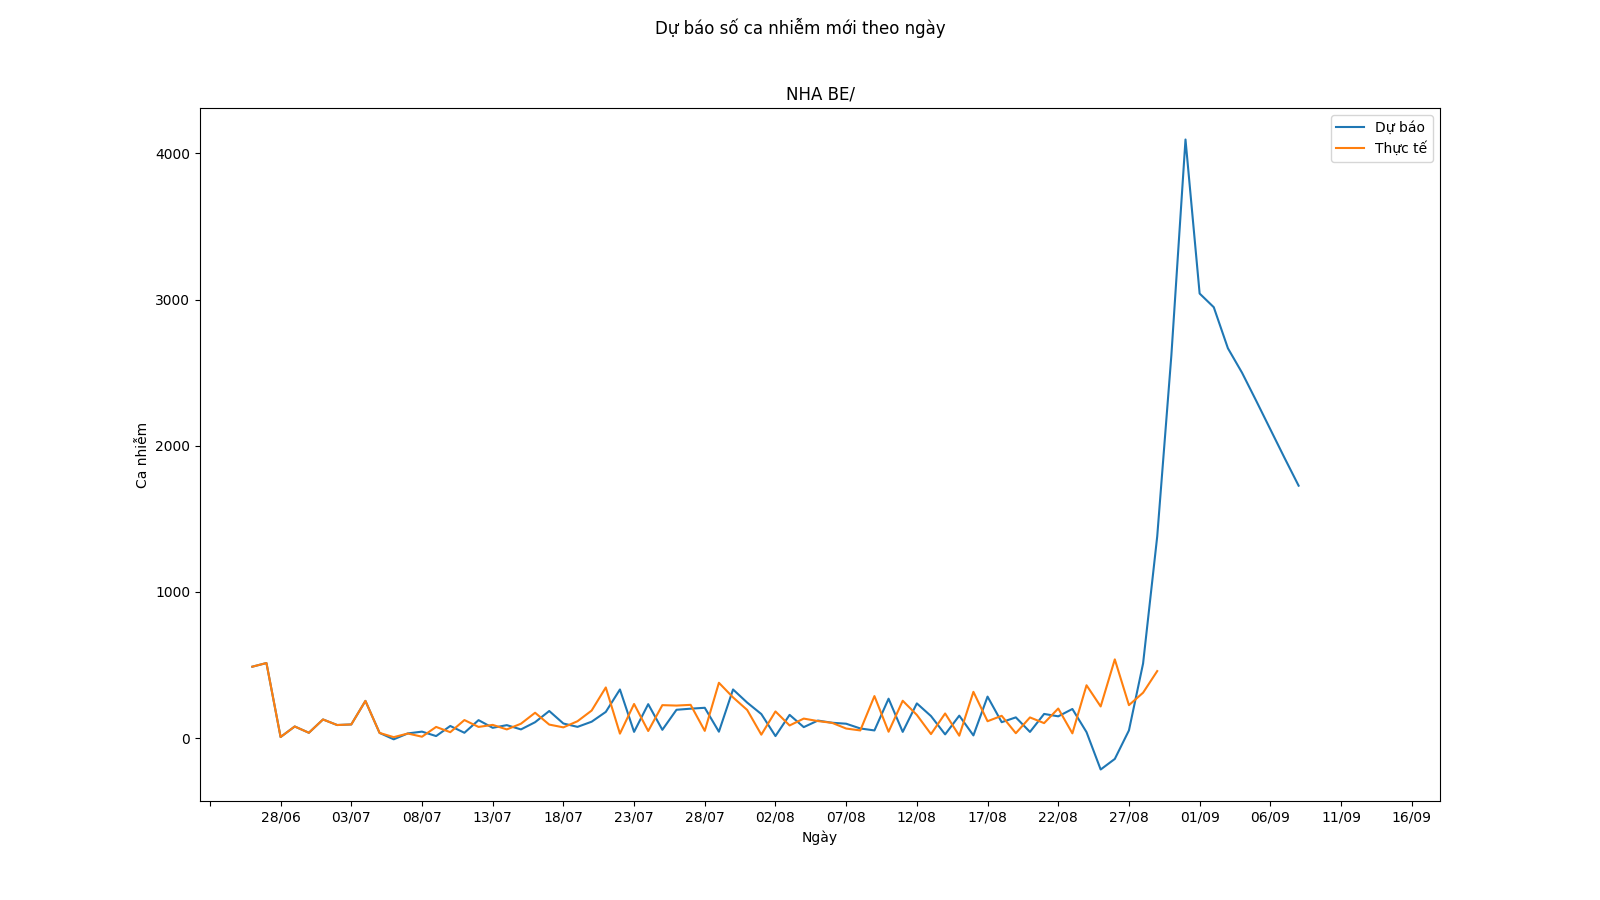 Dự báo số ca nhiễm mới theo ngày
NHA BE/
Dự báo
Thực tế
4000
3000
2000
1000
0
Ca nhiễm
28/06 03/07 08/07 13/07 18/07 23/07 28/07 02/08 07/08 12/08 17/08 22/08 27/08 01/09 06/09 11/09 16/09
Ngày